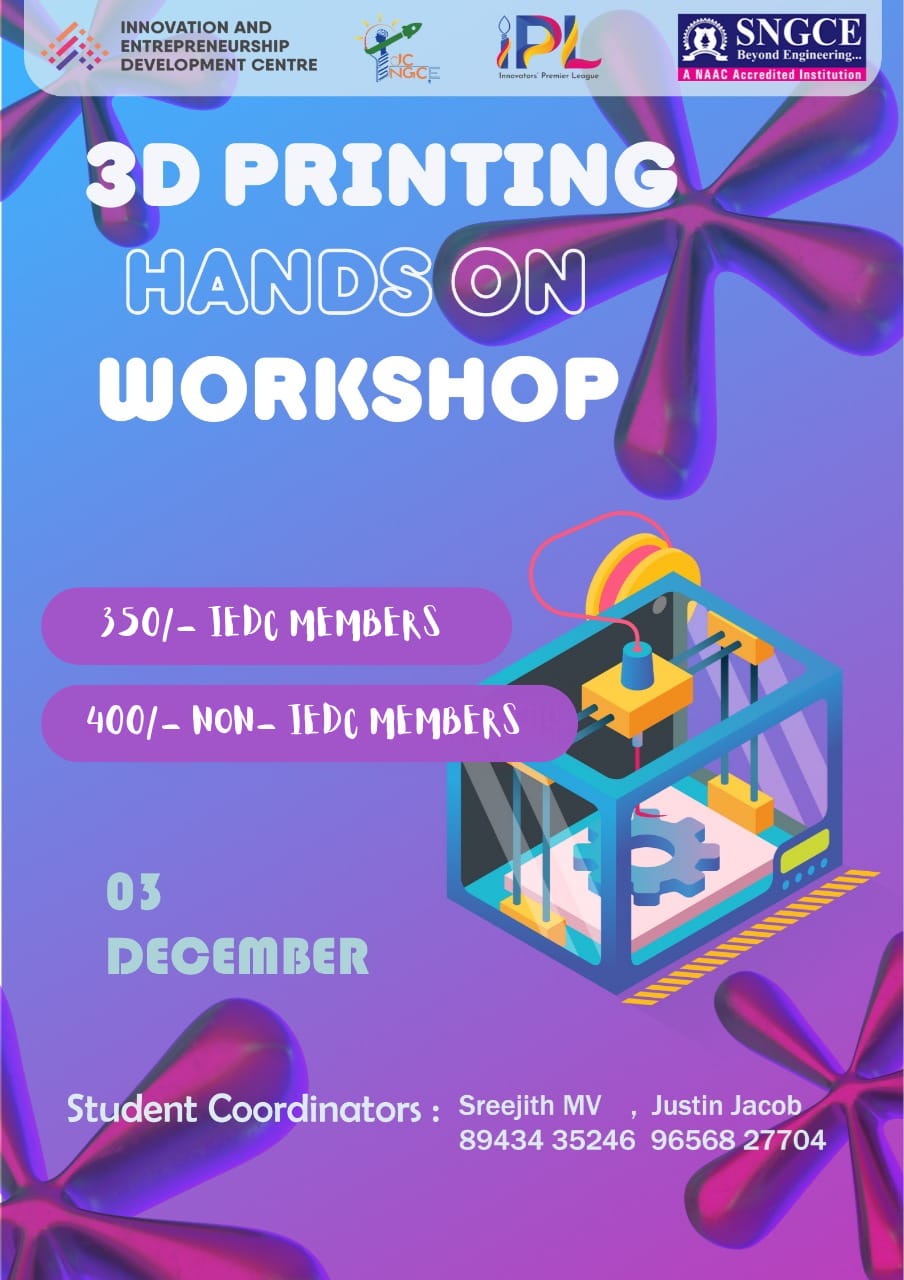 INNOVATION AND
ENTREPRENEURSHIP
DEVELOPMENT CENTRE
NGCE
iPL
Innovators' Premier League
SNGCE
Beyond Engineering...
A NAAC Accredited Institution
3D PRINTING
HANDS ON
WORKSHOP
350/- IEDC MEMBERS
400/- NON- IEDC MEMBERS
03
DECEMBER
Student Coordinators : Sreejith MV , Justin Jacob
89434 35246 96568 27704